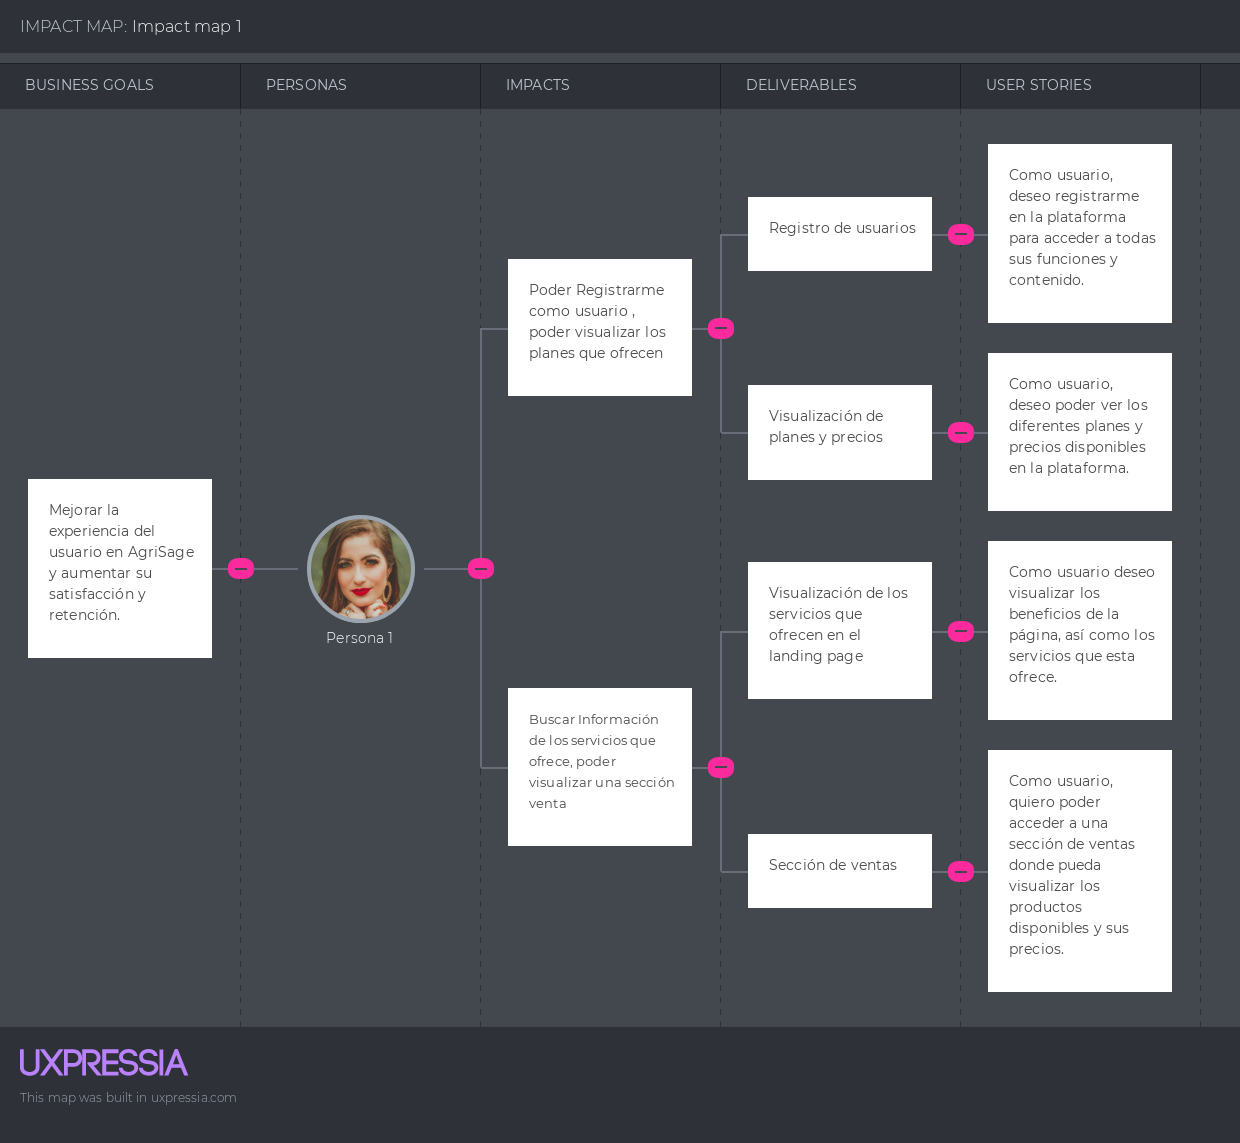 IMPACT MAP: Impact map 1
BUSINESS GOALS
PERSONAS
IMPACTS
DELIVERABLES
USER STORIES
Mejorar la
experiencia del
usuario en AgriSage
y aumentar su
satisfacción y
retención.
Persona 1
Poder Registrarme
como usuario ,
poder visualizar los
planes que ofrecen
Buscar Información
de los servicios que
ofrece, poder
visualizar una sección
venta
Registro de usuarios
Visualización de
planes y precios
Visualización de los
servicios que
ofrecen en el
landing page
Sección de ventas
Como usuario,
deseo registrarme
en la plataforma
para acceder a todas
sus funciones y
contenido.
Como usuario,
deseo poder ver los
diferentes planes y
precios disponibles
en la plataforma.
Como usuario deseo
visualizar los
beneficios de la
página, así como los
servicios que esta
ofrece.
Como usuario,
quiero poder
acceder a una
sección de ventas
donde pueda
visualizar los
productos
disponibles y sus
precios.
UXPRESSIA
This map was built in uxpressia.com